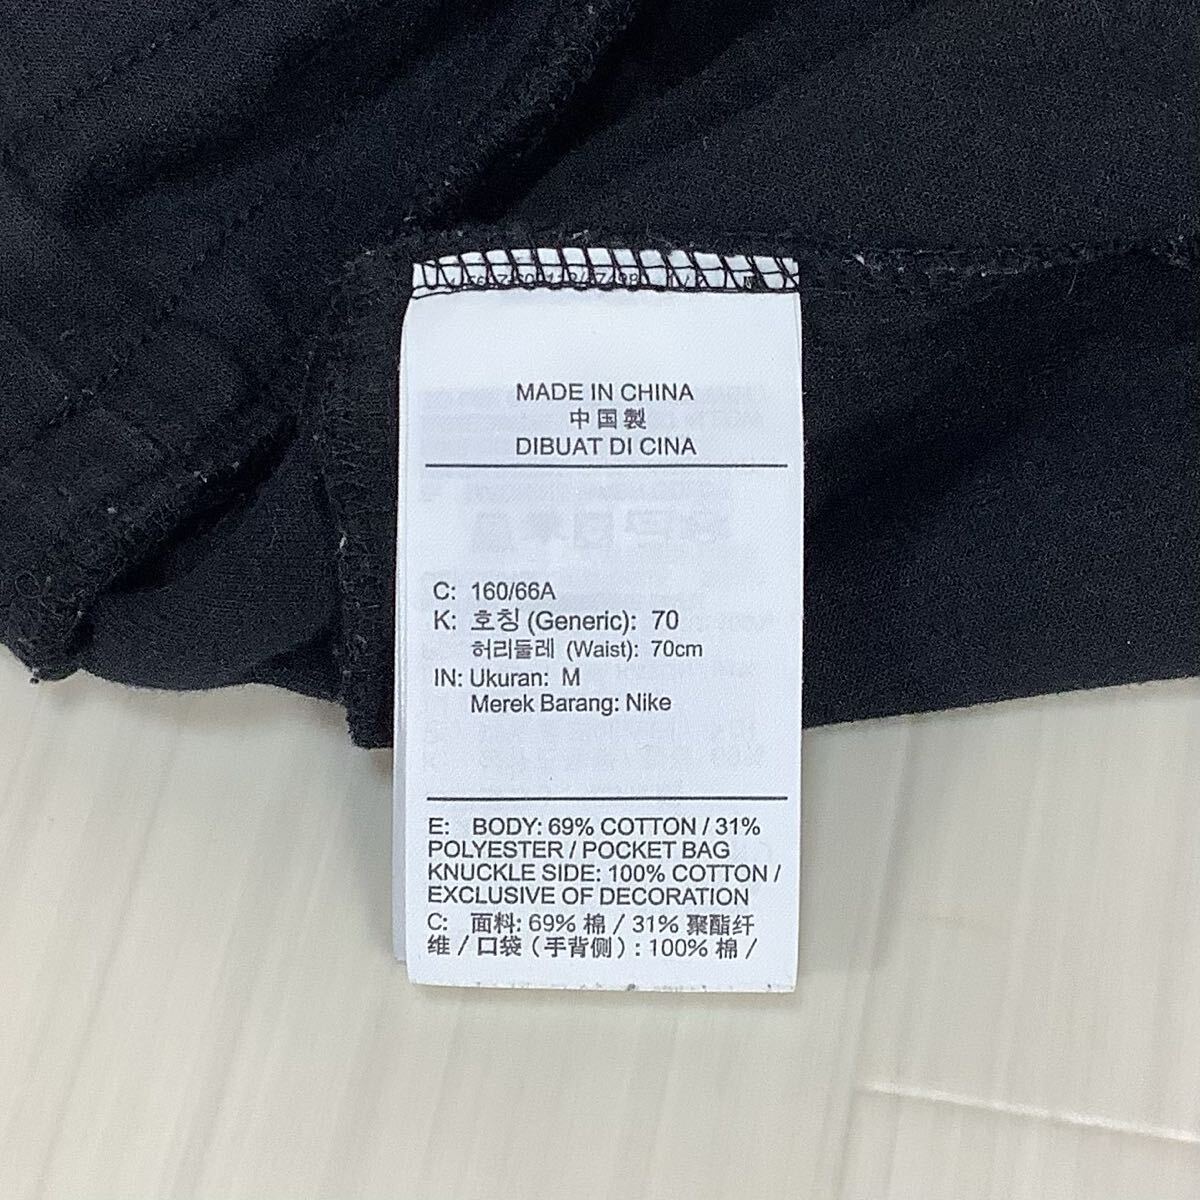 MADE IN CHINA
中国製
DIBUAT DI CINA
C: 160/66A
K: 호칭 (Generic): 70
허리둘레 (Waist): 70cm
IN: Ukuran: M
Merek Barang: Nike
E: BODY: 69% COTTON / 31%
POLYESTER / POCKET BAG
KNUCKLE SIDE: 100% COTTON /
EXCLUSIVE OF DECORATION
C: 面料: 69% 棉 / 31% 聚酯纤
维 / 口袋 ( 手背侧 ) : 100% 棉 /